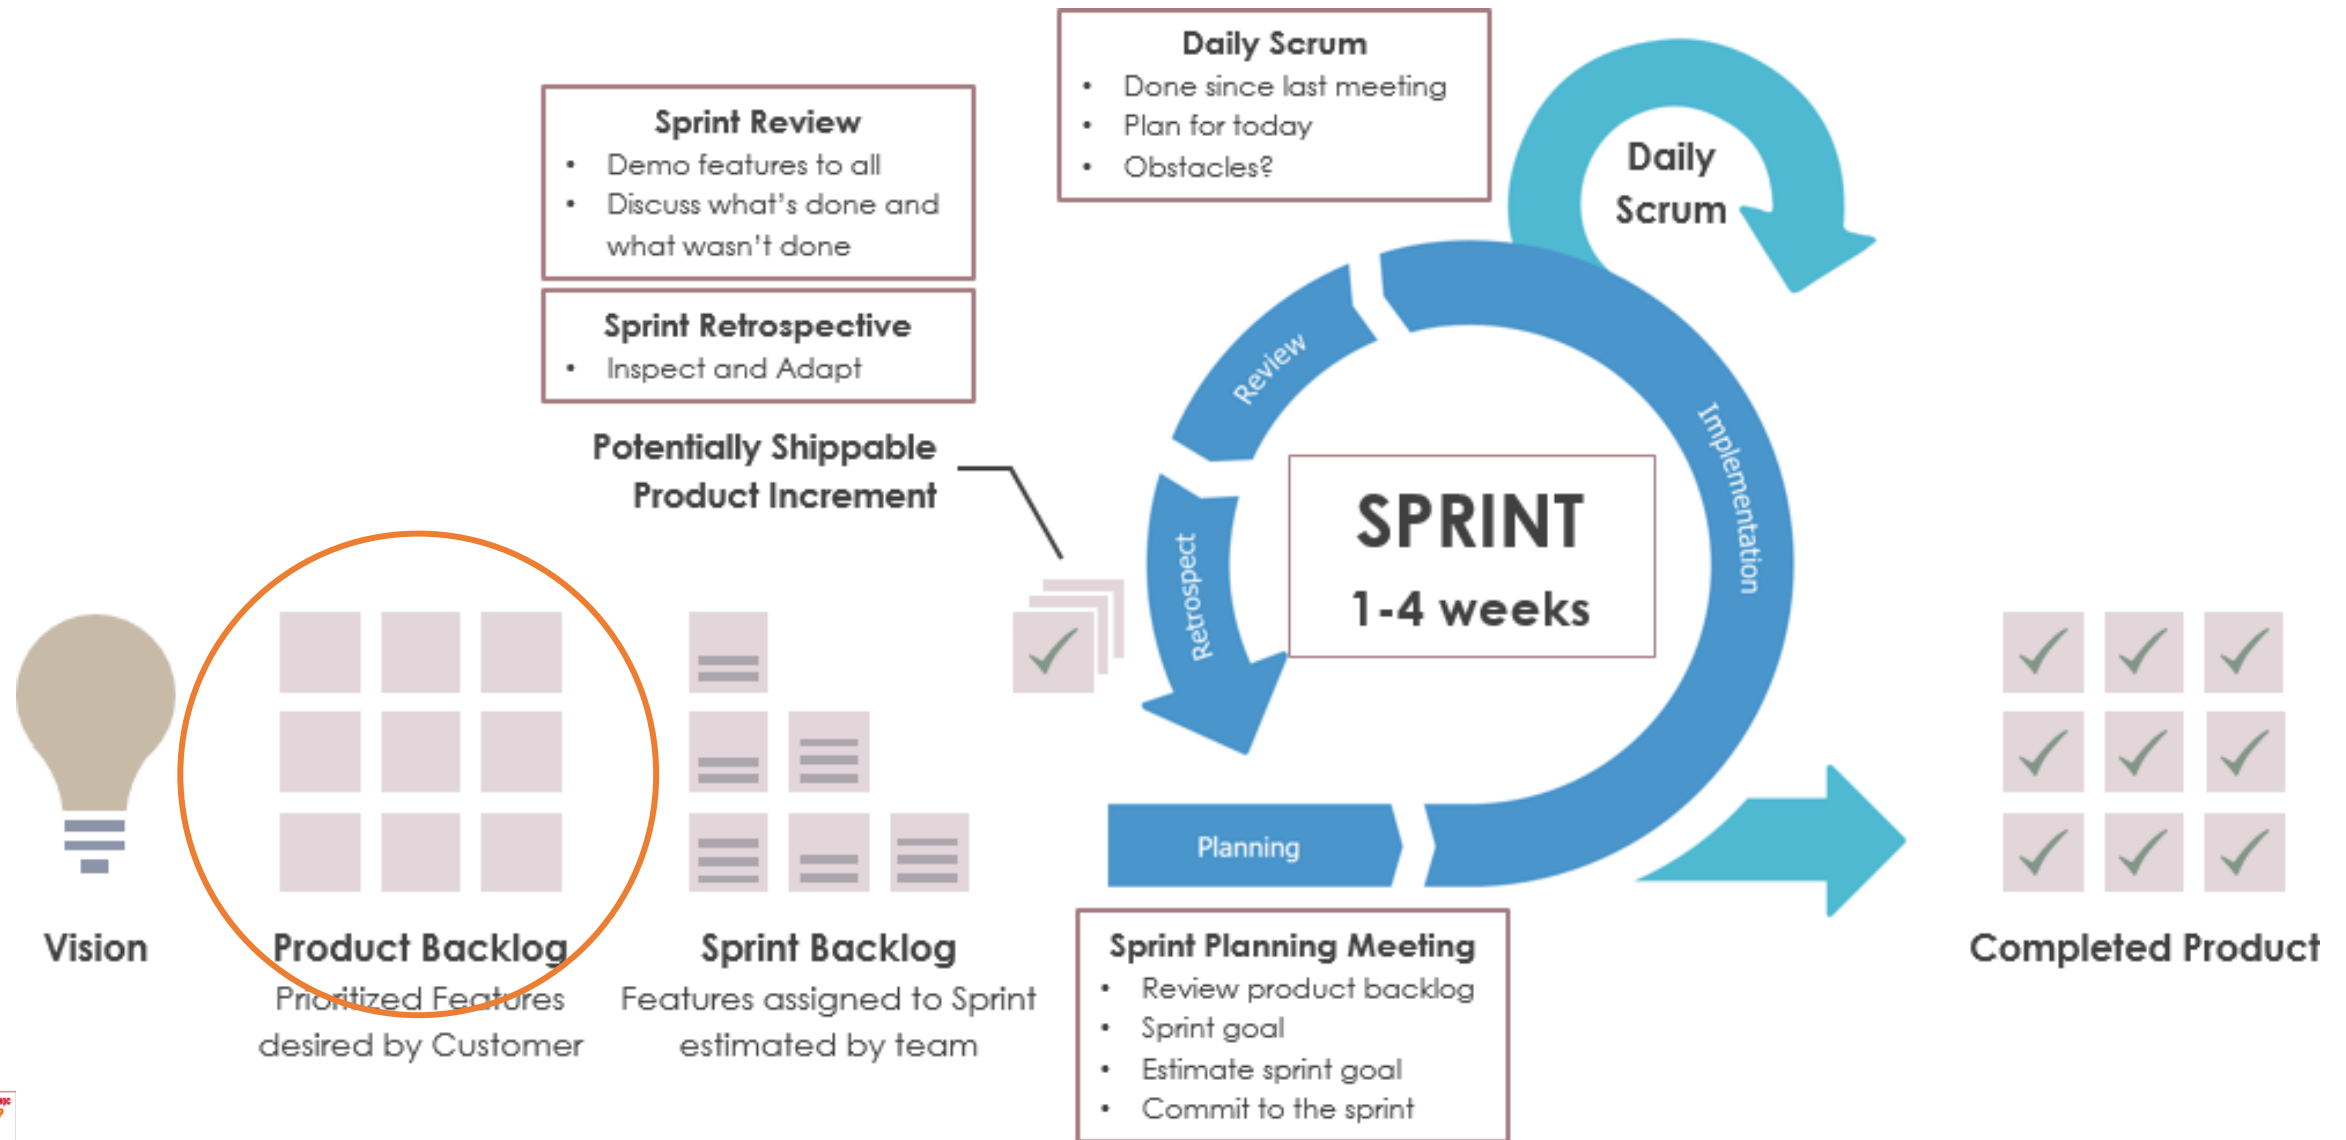 Daily Scrum
• Done since last meeting
• Plan for today
• Obstacles?
Sprint Review
• Demo features to all
• Discuss what's done and
what wasn't done
Sprint Retrospective
• Inspect and Adapt
Potentially Shippable
Product Increment
Daily
Scrum
Review
Retrospect
Implementation
SPRINT
1-4 weeks
Planning
Vision
Product Backlog
Prioritized Features
desired by Customer
Sprint Backlog
Features assigned to Sprint
estimated by team
Sprint Planning Meeting
• Review product backlog
• Sprint goal
• Estimate sprint goal
• Commit to the sprint
Completed Product